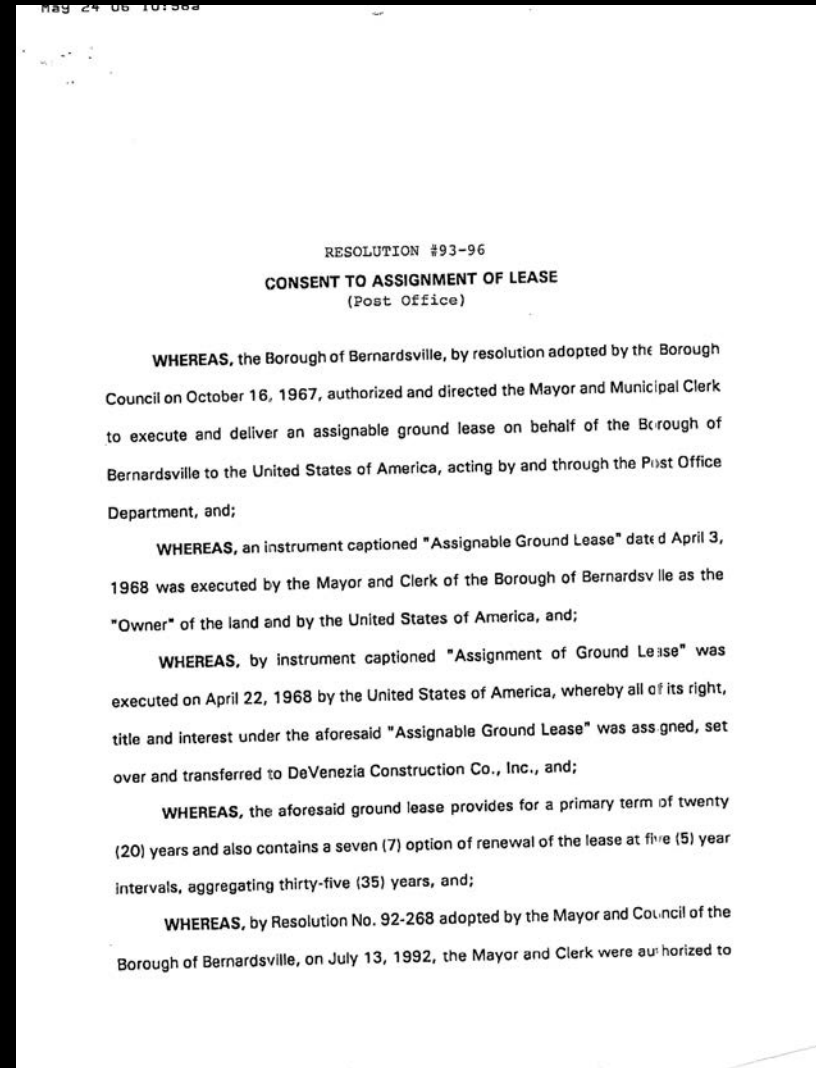 May 24 06 10:56a
RESOLUTION #93-96
CONSENT TO ASSIGNMENT OF LEASE
(Post Office)
WHEREAS, the Borough of Bernardsville, by resolution adopted by the Borough
Council on October 16, 1967, authorized and directed the Mayor and Municipal Clerk
to execute and deliver an assignable ground lease on behalf of the Borough of
Bernardsville to the United States of America, acting by and through the Post Office
Department, and;
WHEREAS, an instrument captioned "Assignable Ground Lease" dated April 3,
1968 was executed by the Mayor and Clerk of the Borough of Bernardsv lle as the
"Owner" of the land and by the United States of America, and;
WHEREAS, by instrument captioned "Assignment of Ground Lease" was
executed on April 22, 1968 by the United States of America, whereby all of its right,
title and interest under the aforesaid "Assignable Ground Lease" was ass gned, set
over and transferred to DeVenezia Construction Co., Inc., and;
WHEREAS, the aforesaid ground lease provides for a primary term of twenty
(20) years and also contains a seven (7) option of renewal of the lease at five (5) year
intervals, aggregating thirty-five (35) years, and;
WHEREAS, by Resolution No. 92-268 adopted by the Mayor and Council of the
Borough of Bernardsville, on July 13, 1992, the Mayor and Clerk were authorized to